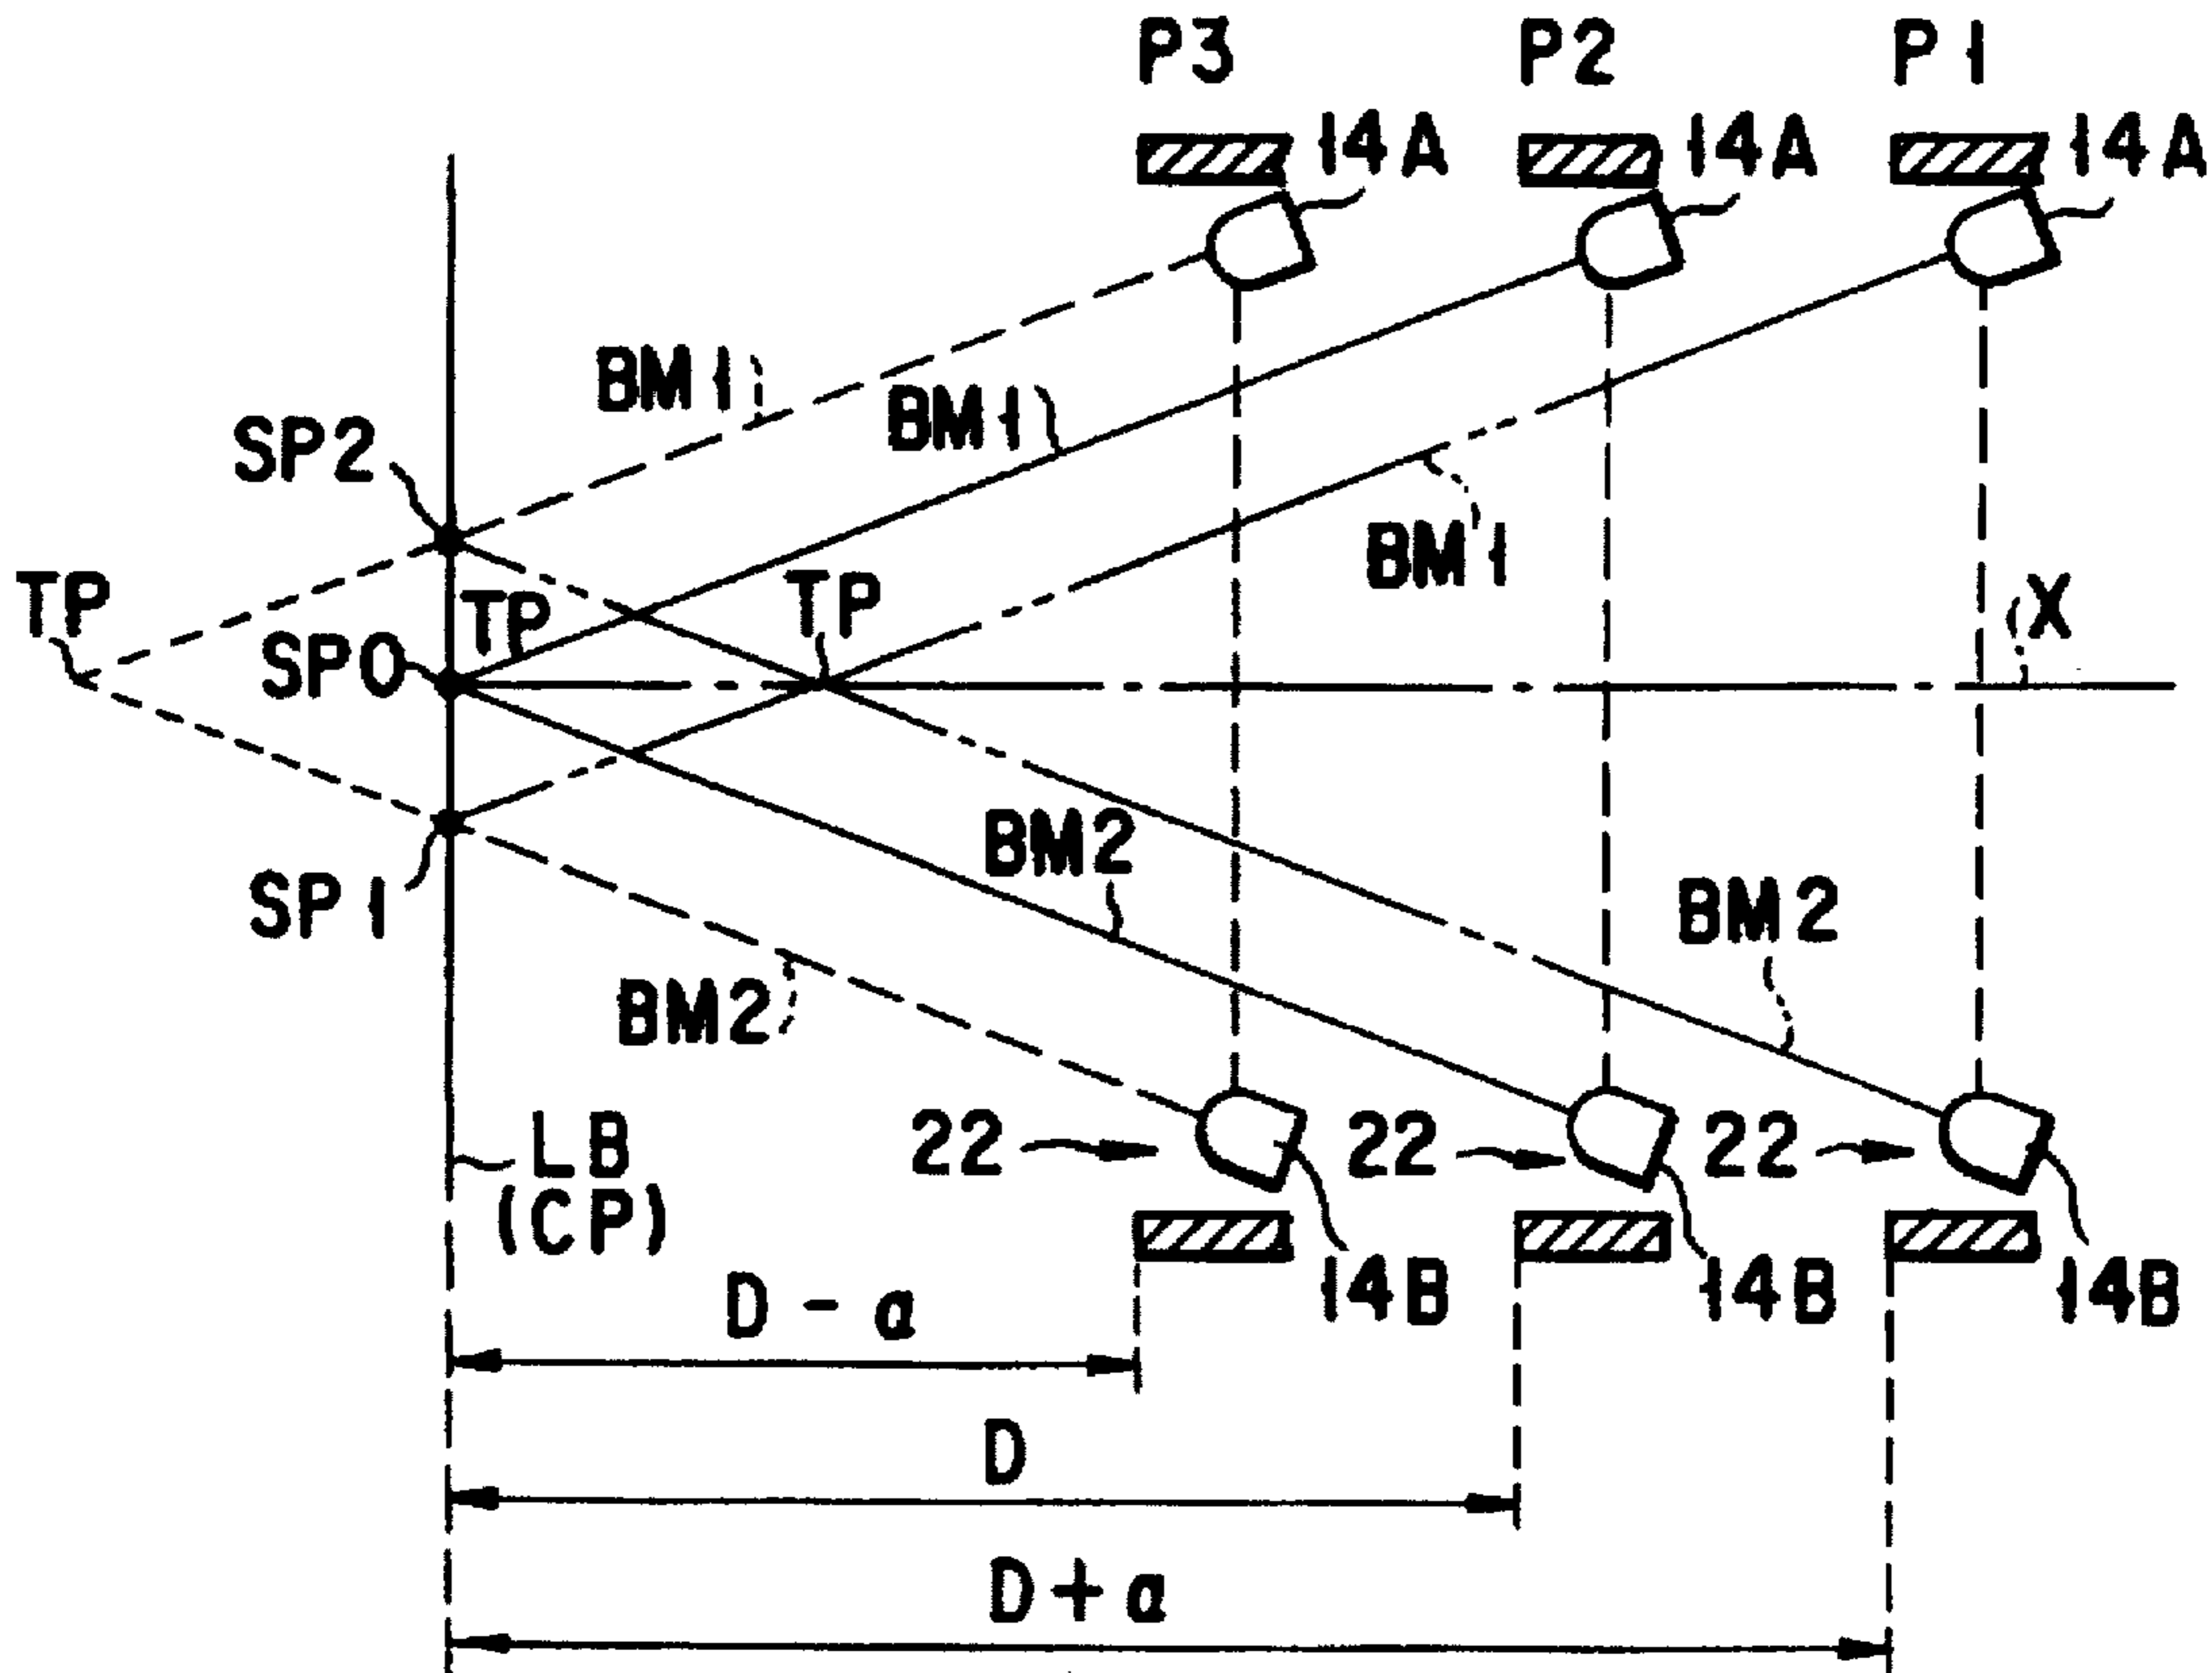 P3 P2 P1
14A 14A 14A
BM1
BM1
SP2
BM1
TP TP TP X
SP0
BM2
SP1 BM2
BM2
22 22 22
LB
(CP)
14B 14B 14B
D - α
D
D + α